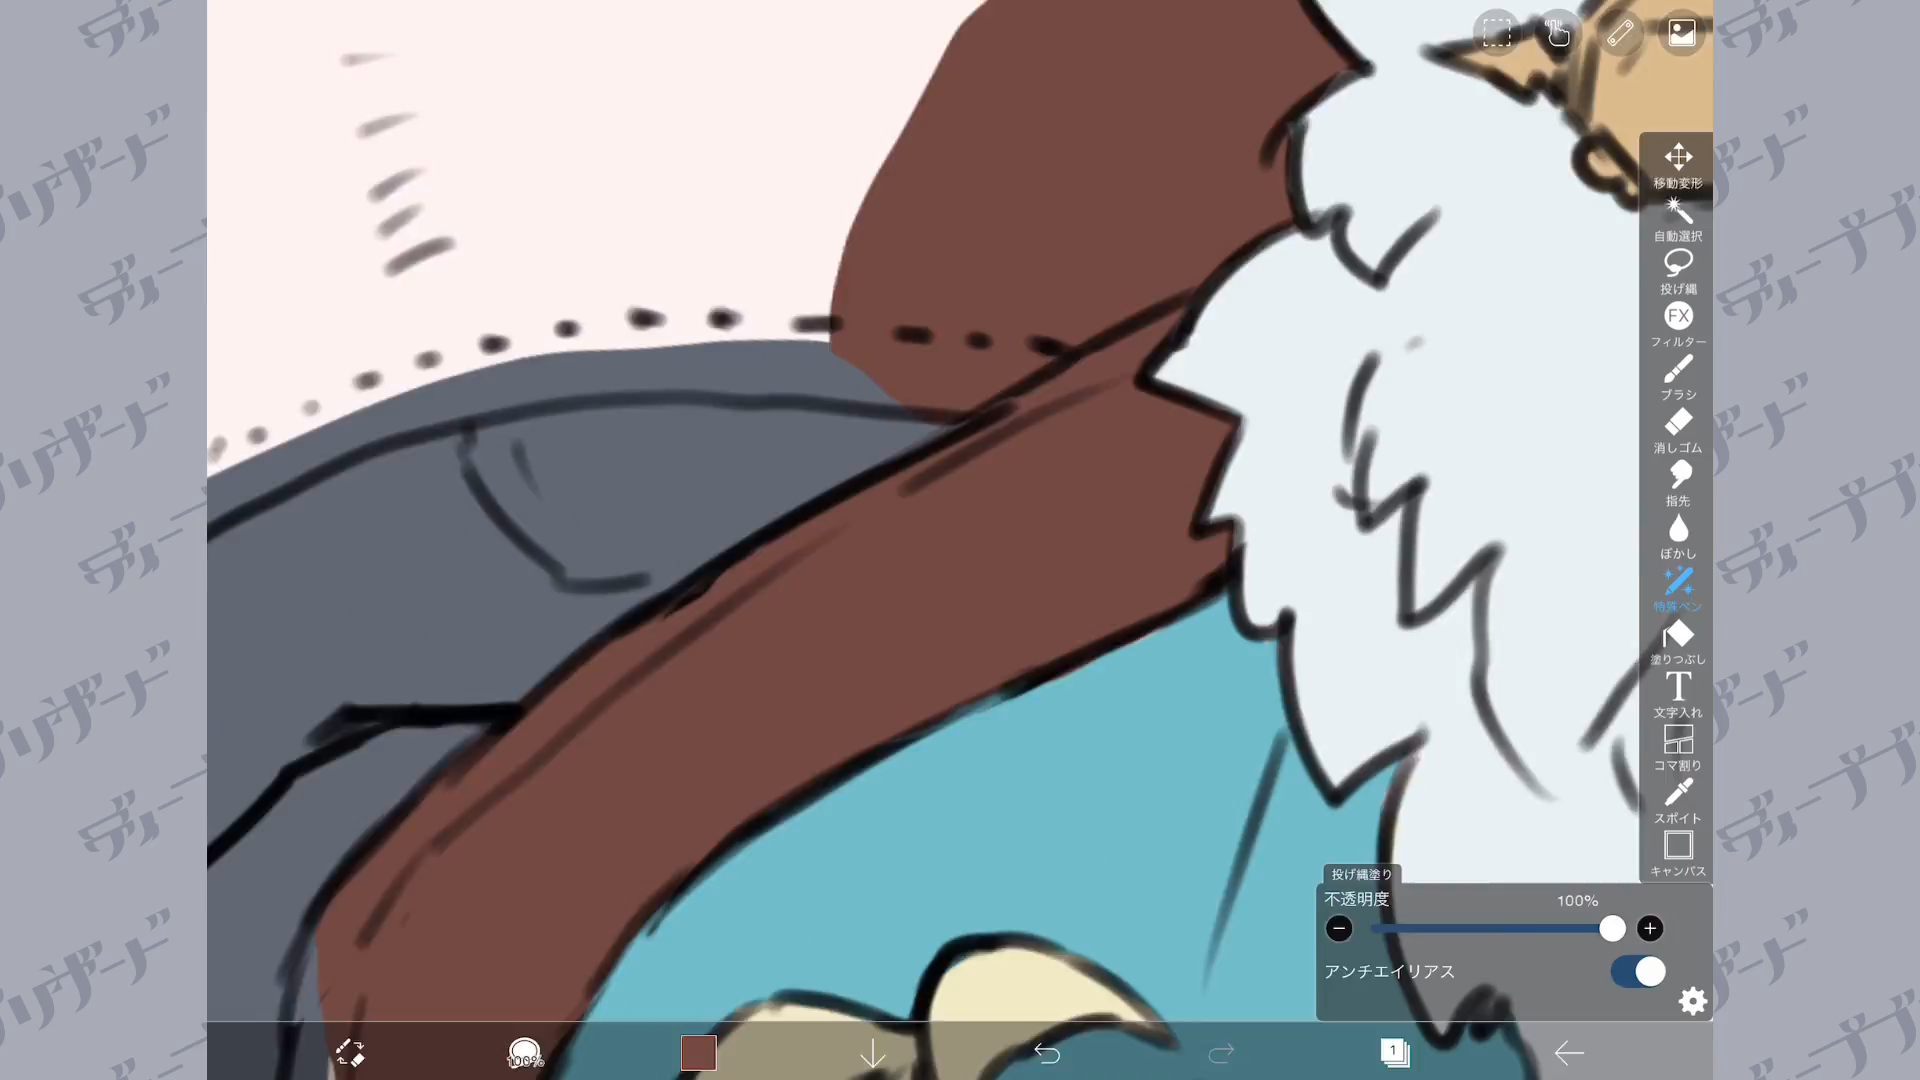 移動変形
自動選択
投げ縄
FX
フィルター
ブラシ
消しゴム
指先
ぼかし
特殊ペン
塗りつぶし
T
文字入れ
コマ割り
スポイト
キャンバス
投げ縄塗り
不透明度
100%
アンチエイリアス
100%
1